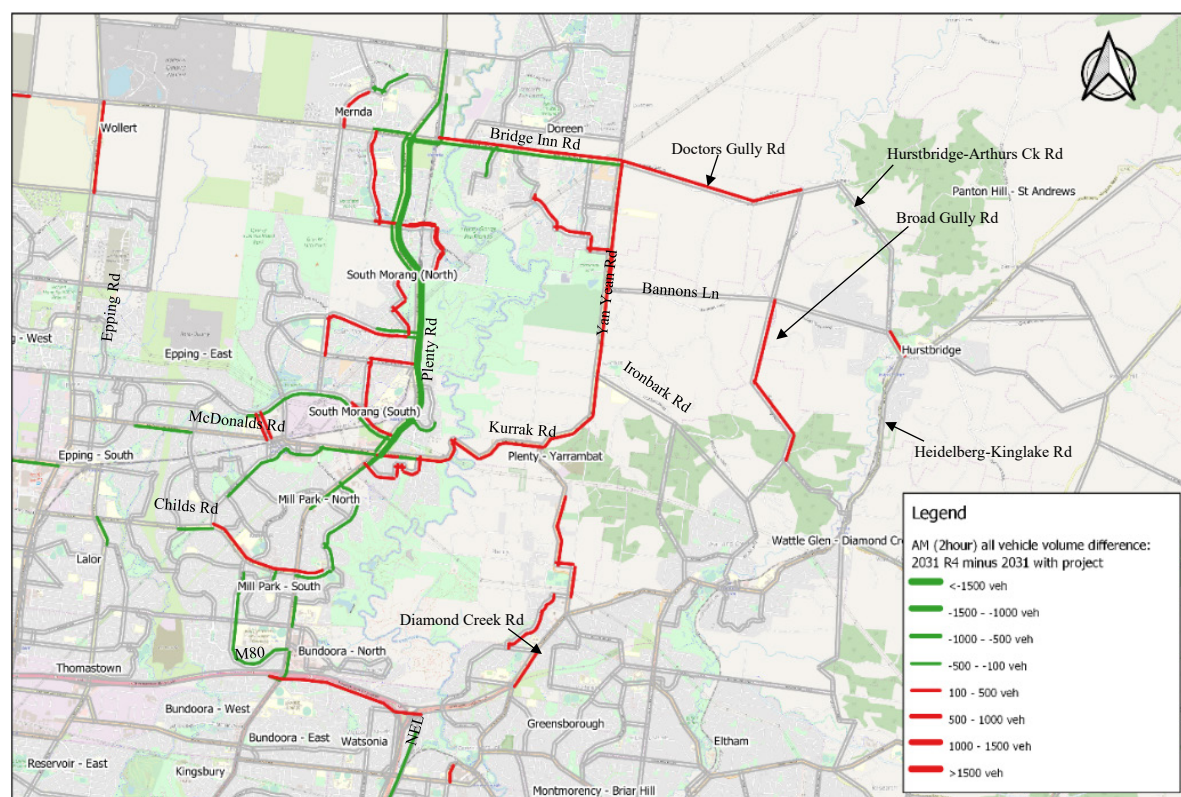 Mernda
Wollert
Doreen
Bridge Inn Rd
Doctors Gully Rd
Hurstbridge-Arthurs Ck Rd
Panton Hill - St Andrews
Broad Gully Rd
South Morang (North)
Epping Rd
Yan Yean Rd
Bannons Ln
Plenty Rd
g - West
Epping - East
Hurstbridge
Ironbark Rd
South Morang (South)
McDonalds Rd
Kurrak Rd
Epping - South
Plenty - Yarrambat
Heidelberg-Kinglake Rd
Mill Park - North
Childs Rd
Wattle Glen - Diamond Cre
Lalor
Mill Park - South
Diamond Creek Rd
M80
Bundoora - North
Thomastown
Bundoora - West
NEL
Greensborough
Bundoora - East
Watsonia
Eltham
Reservoir - East
Kingsbury
Montmorency - Briar Hill
Legend
AM (2hour) all vehicle volume difference:
2031 R4 minus 2031 with project
<-1500 veh
-1500 - -1000 veh
-1000 - -500 veh
-500 - -100 veh
100 - 500 veh
500 - 1000 veh
1000 - 1500 veh
>1500 veh